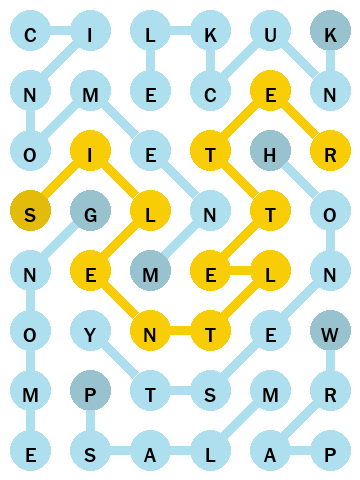 C I L K U K
N M E C E N
O I E T H R
S G L N T O
N E M E L N
O Y N T E W
M P T S M R
E S A L A P